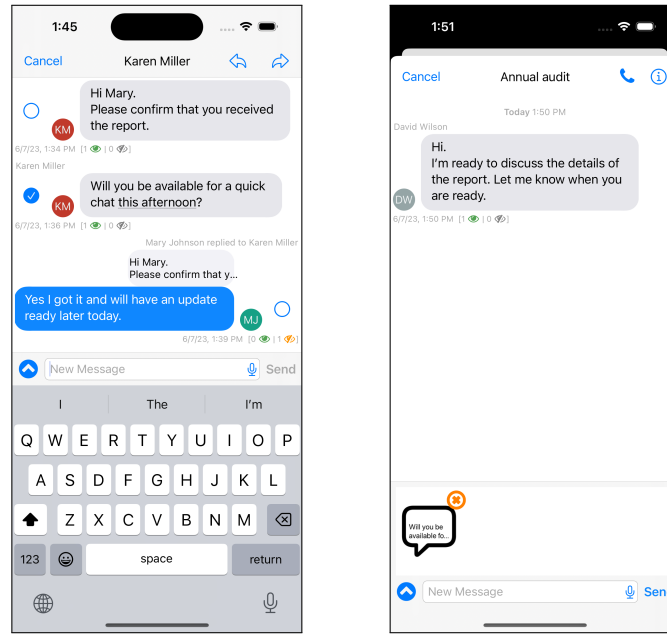 1:45
Cancel
Karen Miller
Hi Mary.
Please confirm that you received
the report.
KM
6/7/23, 1:34 PM [1 | 0 ]
Karen Miller
Will you be available for a quick
chat this afternoon?
KM
6/7/23, 1:36 PM [1 | 0 ]
Mary Johnson replied to Karen Miller
Hi Mary.
Please confirm that y...
Yes I got it and will have an update
ready later today.
MJ
6/7/23, 1:39 PM [0 | 1 ]
New Message
Send
I The I'm
Q W E R T Y U I O P
A S D F G H J K L
Z X C V B N M
123 space return
1:51
Cancel
Annual audit
Today 1:50 PM
David Wilson
Hi.
I'm ready to discuss the details of
the report. Let me know when you
are ready.
DW
6/7/23, 1:50 PM [1 | 0 ]
Will you be
available fo...
New Message
Sen